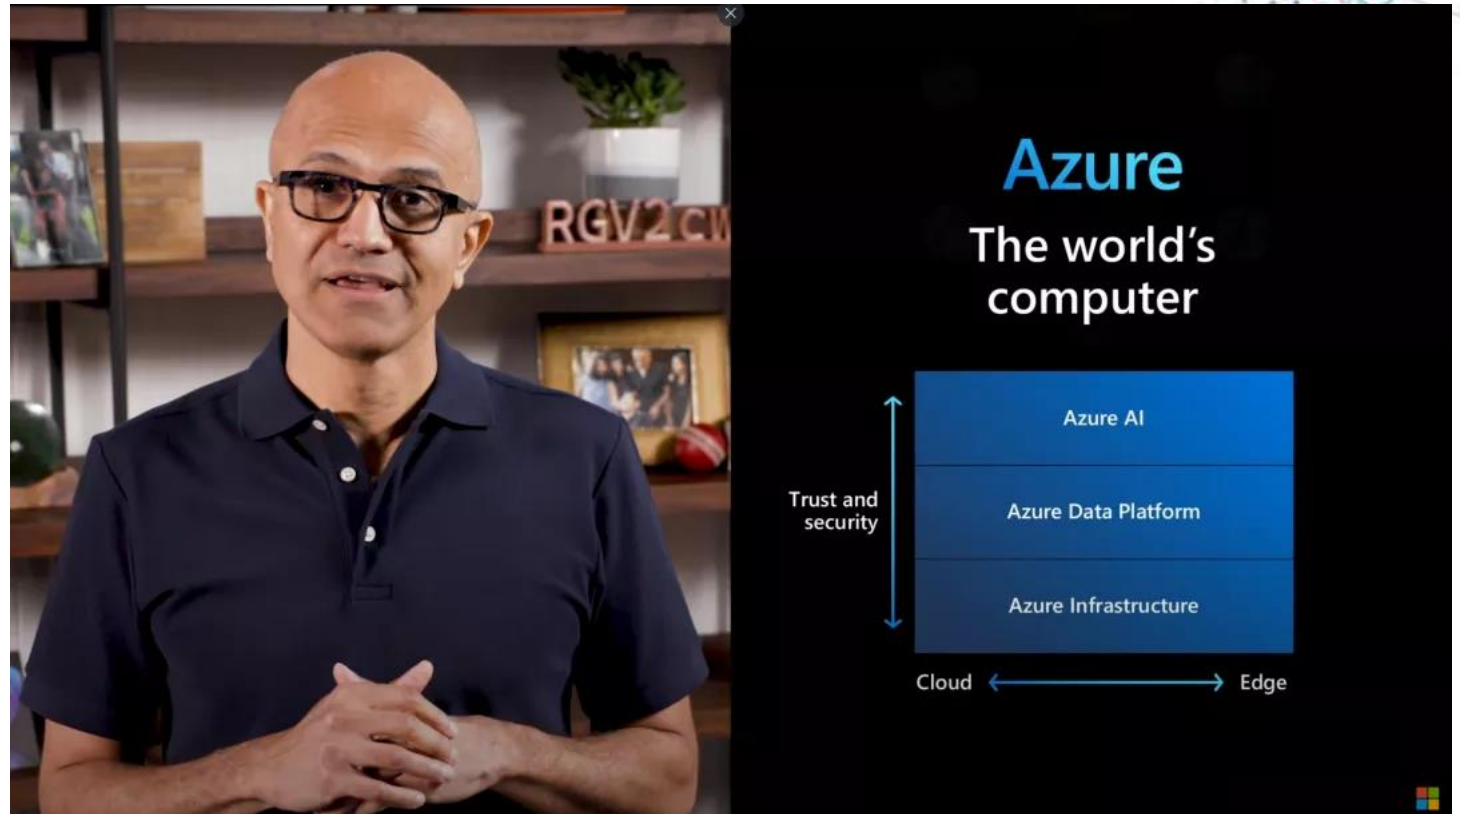 RGV2CW
Azure
The world's
computer
Azure AI
Trust and
security
Azure Data Platform
Azure Infrastructure
Cloud
Edge